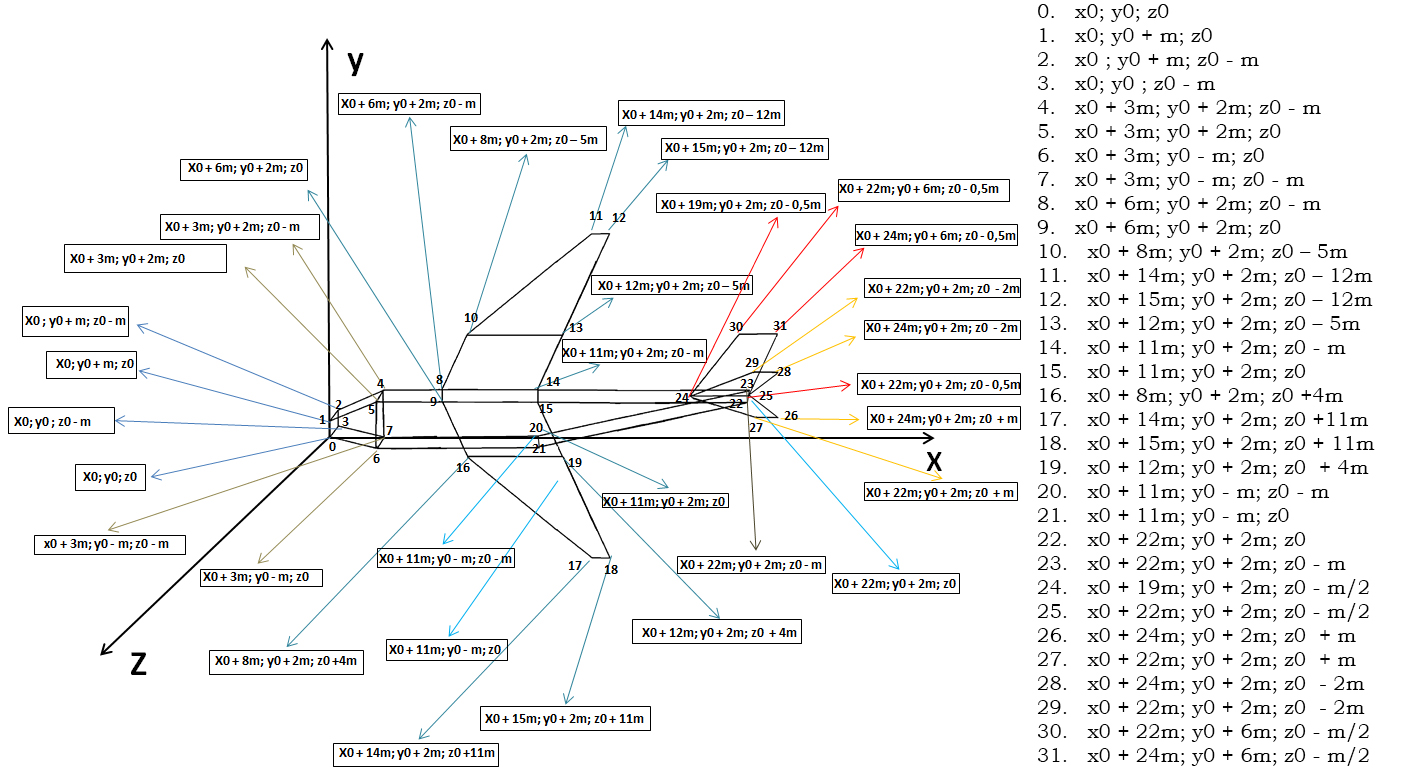 y
X0 + 6m; y0 + 2m; z0 - m
X0 + 14m; y0 + 2m; z0 – 12m
X0 + 8m; y0 + 2m; z0 – 5m
X0 + 15m; y0 + 2m; z0 – 12m
X0 + 6m; y0 + 2m; z0
X0 + 22m; y0 + 6m; z0 - 0,5m
X0 + 19m; y0 + 2m; z0 - 0,5m
X0 + 3m; y0 + 2m; z0 - m
11 12
X0 + 24m; y0 + 6m; z0 - 0,5m
X0 + 3m; y0 + 2m; z0
X0 + 12m; y0 + 2m; z0 – 5m
X0 + 22m; y0 + 2m; z0 - 2m
X0 ; y0 + m; z0 - m
10
13
30 31
X0 + 24m; y0 + 2m; z0 - 2m
X0 + 11m; y0 + 2m; z0 - m
X0; y0 + m; z0
29
28
4 8 14 23
X0 + 22m; y0 + 2m; z0 - 0,5m
2 5 9 15 24 22 25
X0; y0 ; z0 - m
1 3
26
X0 + 24m; y0 + 2m; z0 + m
7 20 27
0 6 21
X
16 19
X0; y0; z0
X0 + 22m; y0 + 2m; z0 + m
X0 + 11m; y0 + 2m; z0
x0 + 3m; y0 - m; z0 - m
X0 + 11m; y0 - m; z0 - m
17 18
X0 + 22m; y0 + 2m; z0 - m
X0 + 3m; y0 - m; z0
X0 + 22m; y0 + 2m; z0
X0 + 12m; y0 + 2m; z0 + 4m
X0 + 11m; y0 - m; z0
Z
X0 + 8m; y0 + 2m; z0 +4m
X0 + 15m; y0 + 2m; z0 + 11m
X0 + 14m; y0 + 2m; z0 +11m
0. x0; y0; z0
1. x0; y0 + m; z0
2. x0 ; y0 + m; z0 - m
3. x0; y0 ; z0 - m
4. x0 + 3m; y0 + 2m; z0 - m
5. x0 + 3m; y0 + 2m; z0
6. x0 + 3m; y0 - m; z0
7. x0 + 3m; y0 - m; z0 - m
8. x0 + 6m; y0 + 2m; z0 - m
9. x0 + 6m; y0 + 2m; z0
10. x0 + 8m; y0 + 2m; z0 – 5m
11. x0 + 14m; y0 + 2m; z0 – 12m
12. x0 + 15m; y0 + 2m; z0 – 12m
13. x0 + 12m; y0 + 2m; z0 – 5m
14. x0 + 11m; y0 + 2m; z0 - m
15. x0 + 11m; y0 + 2m; z0
16. x0 + 8m; y0 + 2m; z0 +4m
17. x0 + 14m; y0 + 2m; z0 +11m
18. x0 + 15m; y0 + 2m; z0 + 11m
19. x0 + 12m; y0 + 2m; z0 + 4m
20. x0 + 11m; y0 - m; z0 - m
21. x0 + 11m; y0 - m; z0
22. x0 + 22m; y0 + 2m; z0
23. x0 + 22m; y0 + 2m; z0 - m
24. x0 + 19m; y0 + 2m; z0 - m/2
25. x0 + 22m; y0 + 2m; z0 - m/2
26. x0 + 24m; y0 + 2m; z0 + m
27. x0 + 22m; y0 + 2m; z0 + m
28. x0 + 24m; y0 + 2m; z0 - 2m
29. x0 + 22m; y0 + 2m; z0 - 2m
30. x0 + 22m; y0 + 6m; z0 - m/2
31. x0 + 24m; y0 + 6m; z0 - m/2